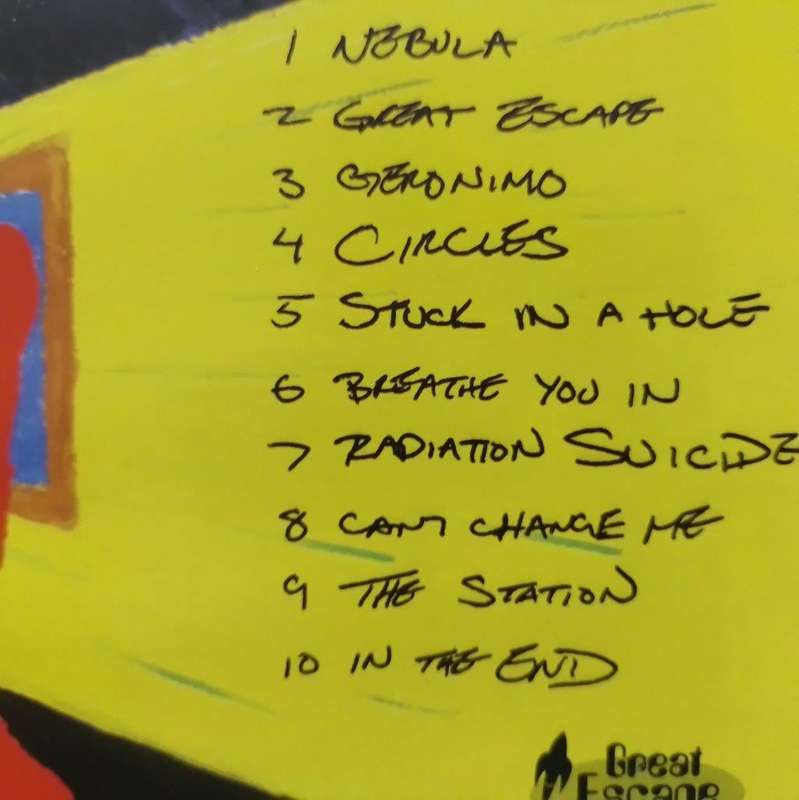 1 NEBULA
2 GREAT ESCAPE
3 GERONIMO
4 CIRCLES
5 STUCK IN A HOLE
6 BREATHE YOU IN
7 RADIATION SUICIDE
8 CANT CHANGE ME
9 THE STATION
10 IN THE END
Great
Escape